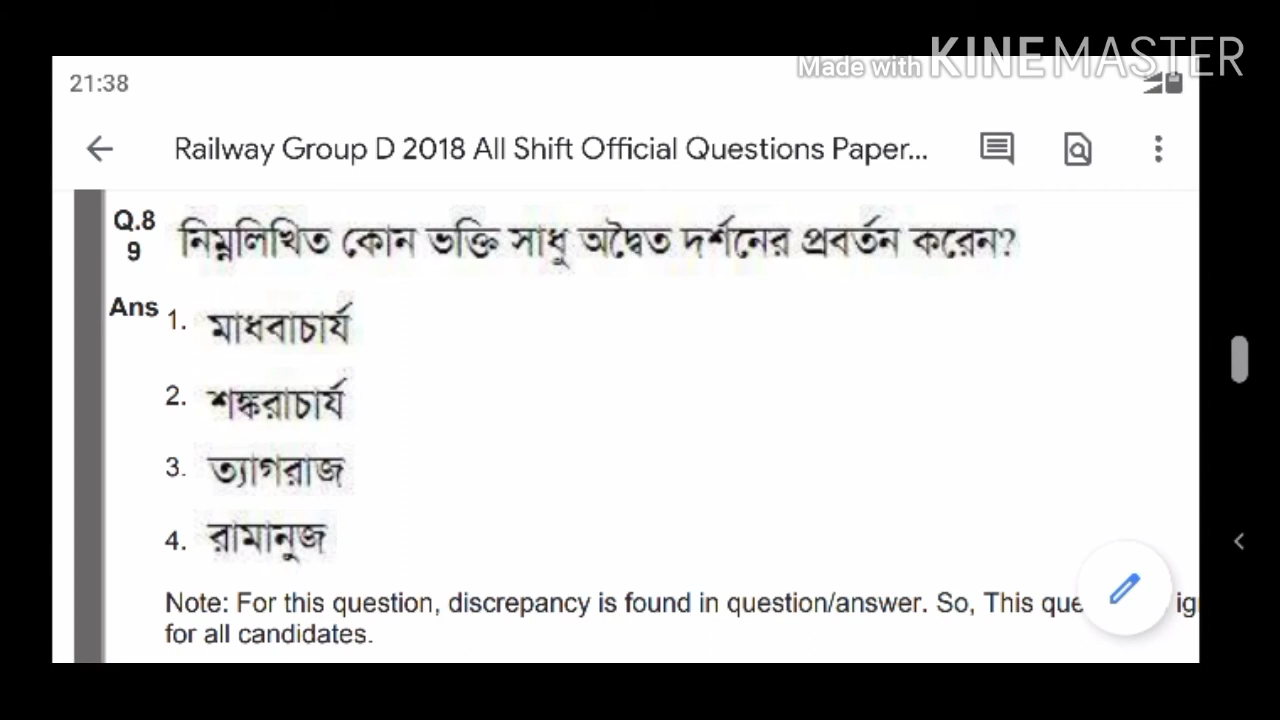 Made with KINEMASTER
21:38
Railway Group D 2018 All Shift Official Questions Paper...
Q.8
9
নিম্নলিখিত কোন ভক্তি সাধু অদ্বৈত দর্শনের প্রবর্তন করেন?
Ans
1. মাধবাচার্য
2. শঙ্করাচার্য
3. ত্যাগরাজ
4. রামানুজ
Note: For this question, discrepancy is found in question/answer. So, This
for all candidates.